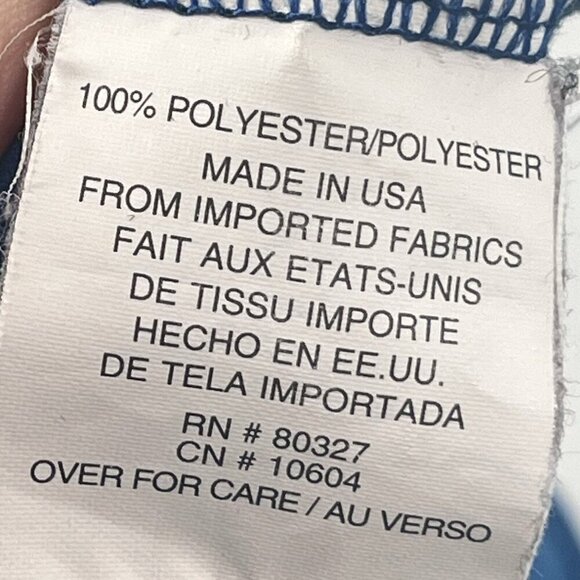 100% POLYESTER/POLYESTER
MADE IN USA
FROM IMPORTED FABRICS
FAIT AUX ETATS-UNIS
DE TISSU IMPORTE
HECHO EN EE.UU.
DE TELA IMPORTADA
RN # 80327
CN # 10604
OVER FOR CARE / AU VERSO